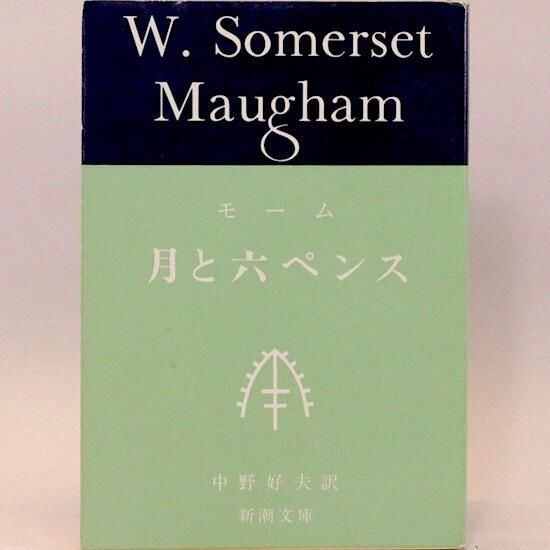 W. Somerset
Maugham
モーム
月と六ペンス
中野好夫訳
新潮文庫